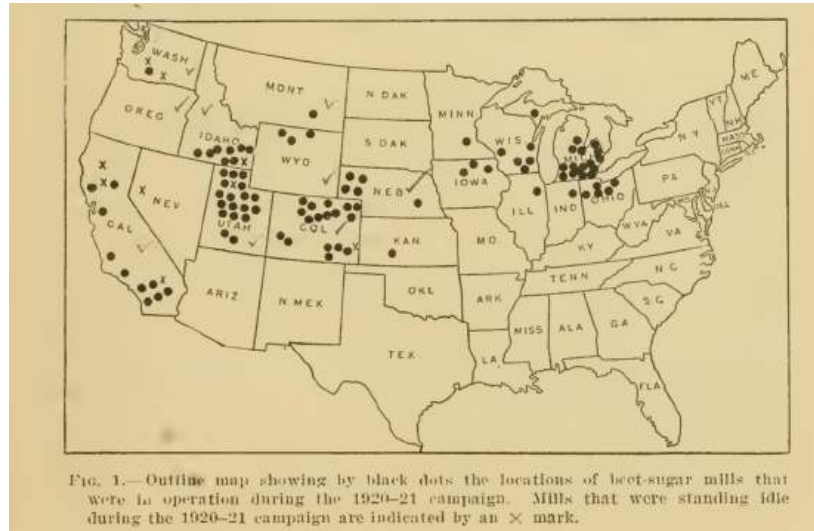 WASH
MONT
N. DAK
MINN
ME
OREG
IDAHO
S. DAK
WIS
MICH
N.Y
VT
N.H
MASS
CONN
WYO
NEB
IOWA
PA
N.J
NEV
UTAH
COL
ILL
IND
OHIO
DEL
CAL
KAN
MO.
KY
W.VA
VA
ARIZ
N. MEX
OKL
ARK
TENN
N.C
S.C
TEX
LA.
MISS
ALA
GA
FLA
Fig. 1.—Outline map showing by black dots the locations of beet-sugar mills that
were in operation during the 1920–21 campaign. Mills that were standing idle
during the 1920–21 campaign are indicated by an × mark.